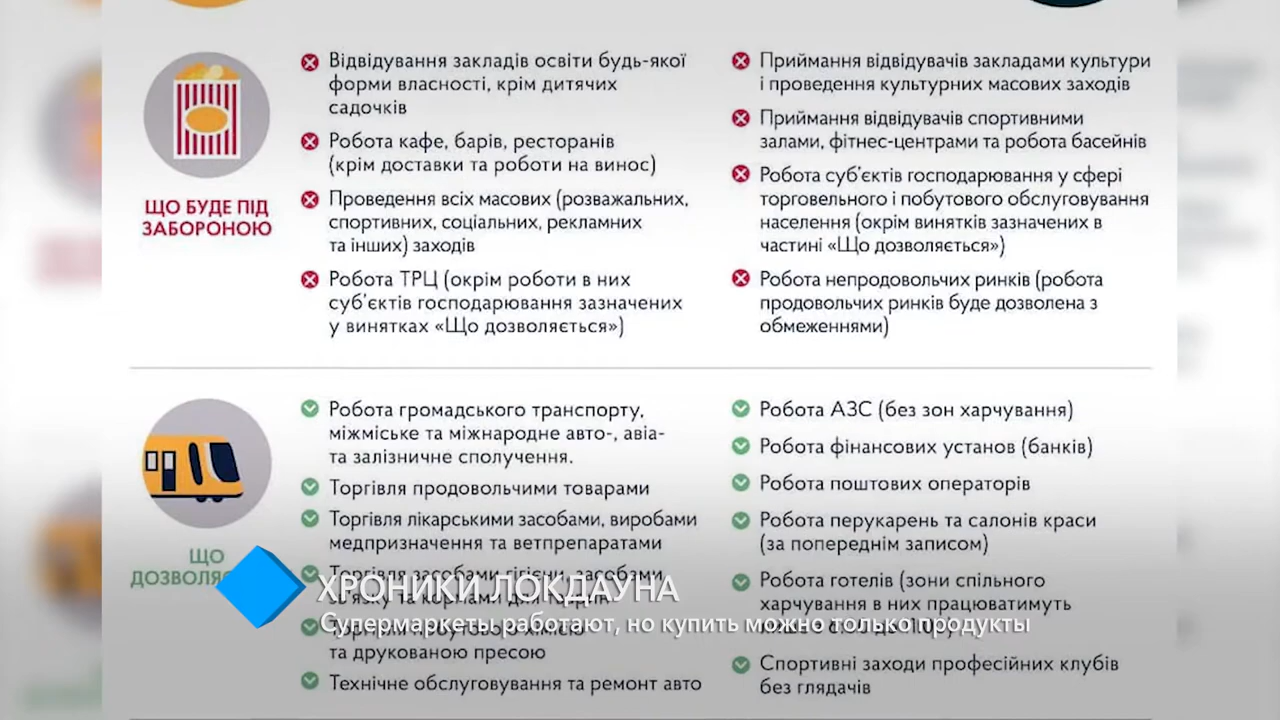 ЩО БУДЕ ПІД
ЗАБОРОНОЮ
Відвідування закладів освіти будь-якої
форми власності, крім дитячих
садочків
Робота кафе, барів, ресторанів
(крім доставки та роботи на винос)
Проведення всіх масових (розважальних,
спортивних, соціальних, рекламних
та інших) заходів
Робота ТРЦ (окрім роботи в них
суб’єктів господарювання зазначених
у винятках «Що дозволяється»)
Приймання відвідувачів закладами культури
і проведення культурних масових заходів
Приймання відвідувачів спортивними
залами, фітнес-центрами та робота басейнів
Робота суб’єктів господарювання у сфері
торговельного і побутового обслуговування
населення (окрім винятків зазначених в
частині «Що дозволяється»)
Робота непродовольчих ринків (робота
продовольчих ринків буде дозволена з
обмеженнями)
ЩО
Робота громадського транспорту,
міжміське та міжнародне авто-, авіа-
та залізничне сполучення.
Торгівля продовольчими товарами
Торгівля лікарськими засобами, виробами
медпризначення та ветпрепаратами
Торгівля засобами гігієни, засобами
та друкованою пресою
Технічне обслуговування та ремонт авто
Робота АЗС (без зон харчування)
Робота фінансових установ (банків)
Робота поштових операторів
Робота перукарень та салонів краси
(за попереднім записом)
Робота готелів (зони спільного
харчування в них працюватимуть
Спортивні заходи професійних клубів
без глядачів
ХРОНИКИ ЛОКДАУНА
Супермаркеты работают, но купить можно только продукты